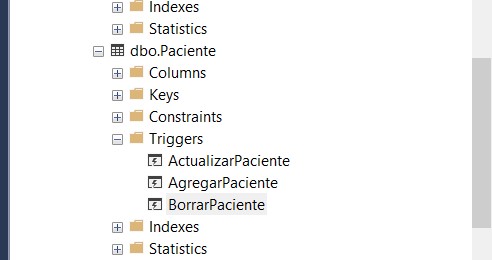 Indexes
Statistics
dbo.Paciente
Columns
Keys
Constraints
Triggers
ActualizarPaciente
AgregarPaciente
BorrarPaciente
Indexes
Statistics